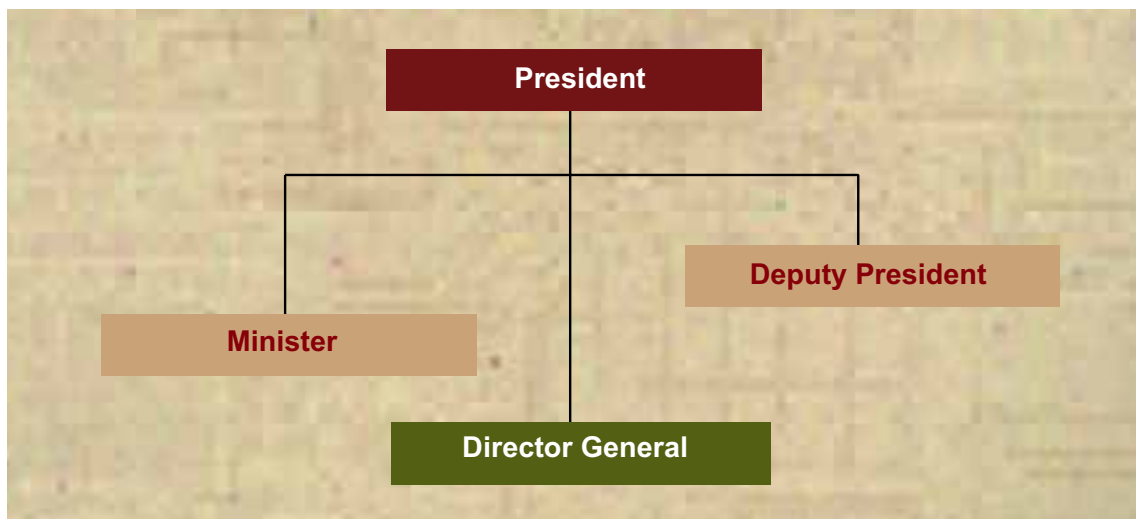 President
Deputy President
Minister
Director General